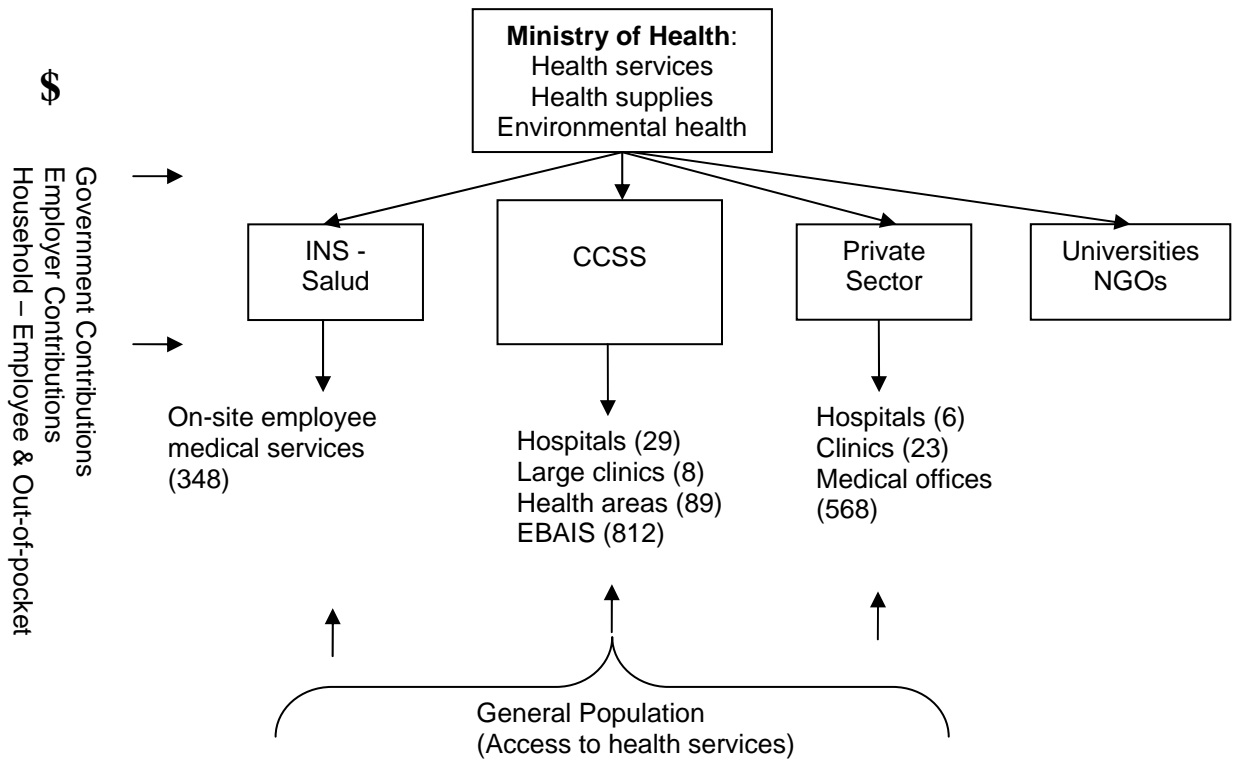 Ministry of Health:
Health services
Health supplies
Environmental health
$
Government Contributions
Employer Contributions
Household – Employee & Out-of-pocket
INS -
Salud
CCSS
Private
Sector
Universities
NGOs
On-site employee
medical services
(348)
Hospitals (29)
Large clinics (8)
Health areas (89)
EBAIS (812)
Hospitals (6)
Clinics (23)
Medical offices
(568)
General Population
(Access to health services)